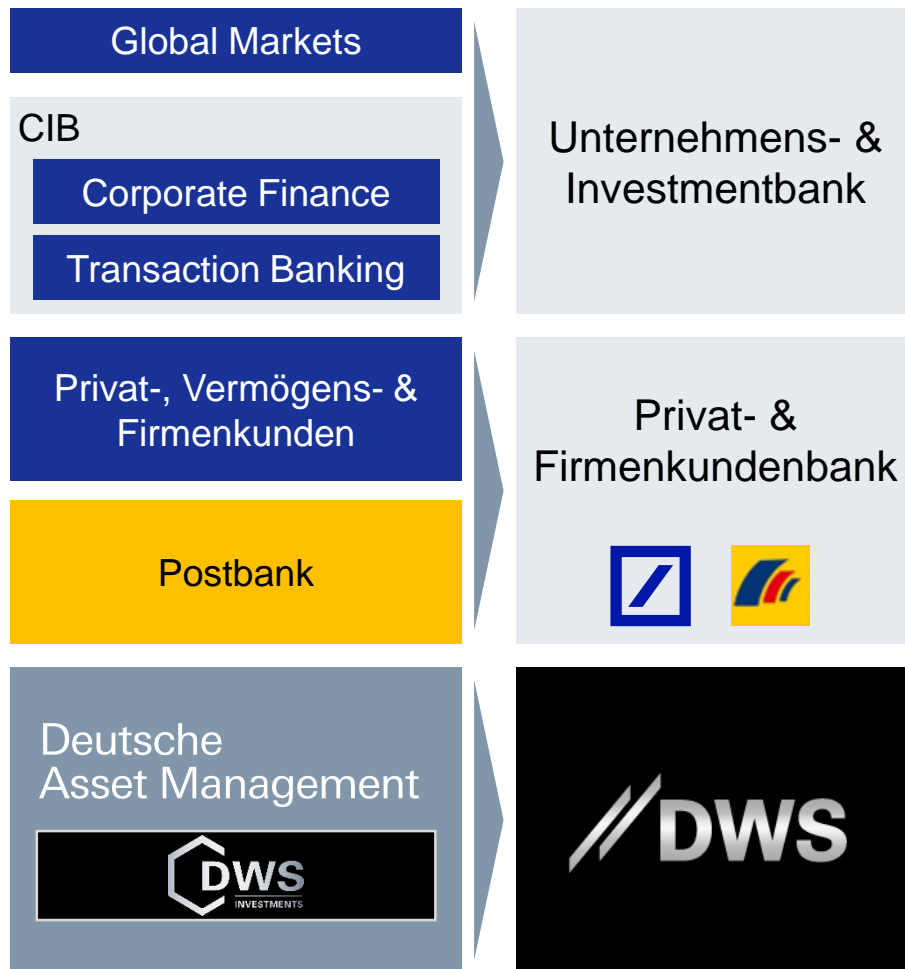 Global Markets
CIB
Corporate Finance
Transaction Banking
Unternehmens- &
Investmentbank
Privat-, Vermögens- &
Firmenkunden
Postbank
Privat- &
Firmenkundenbank
Deutsche
Asset Management
DWS
INVESTMENTS
DWS